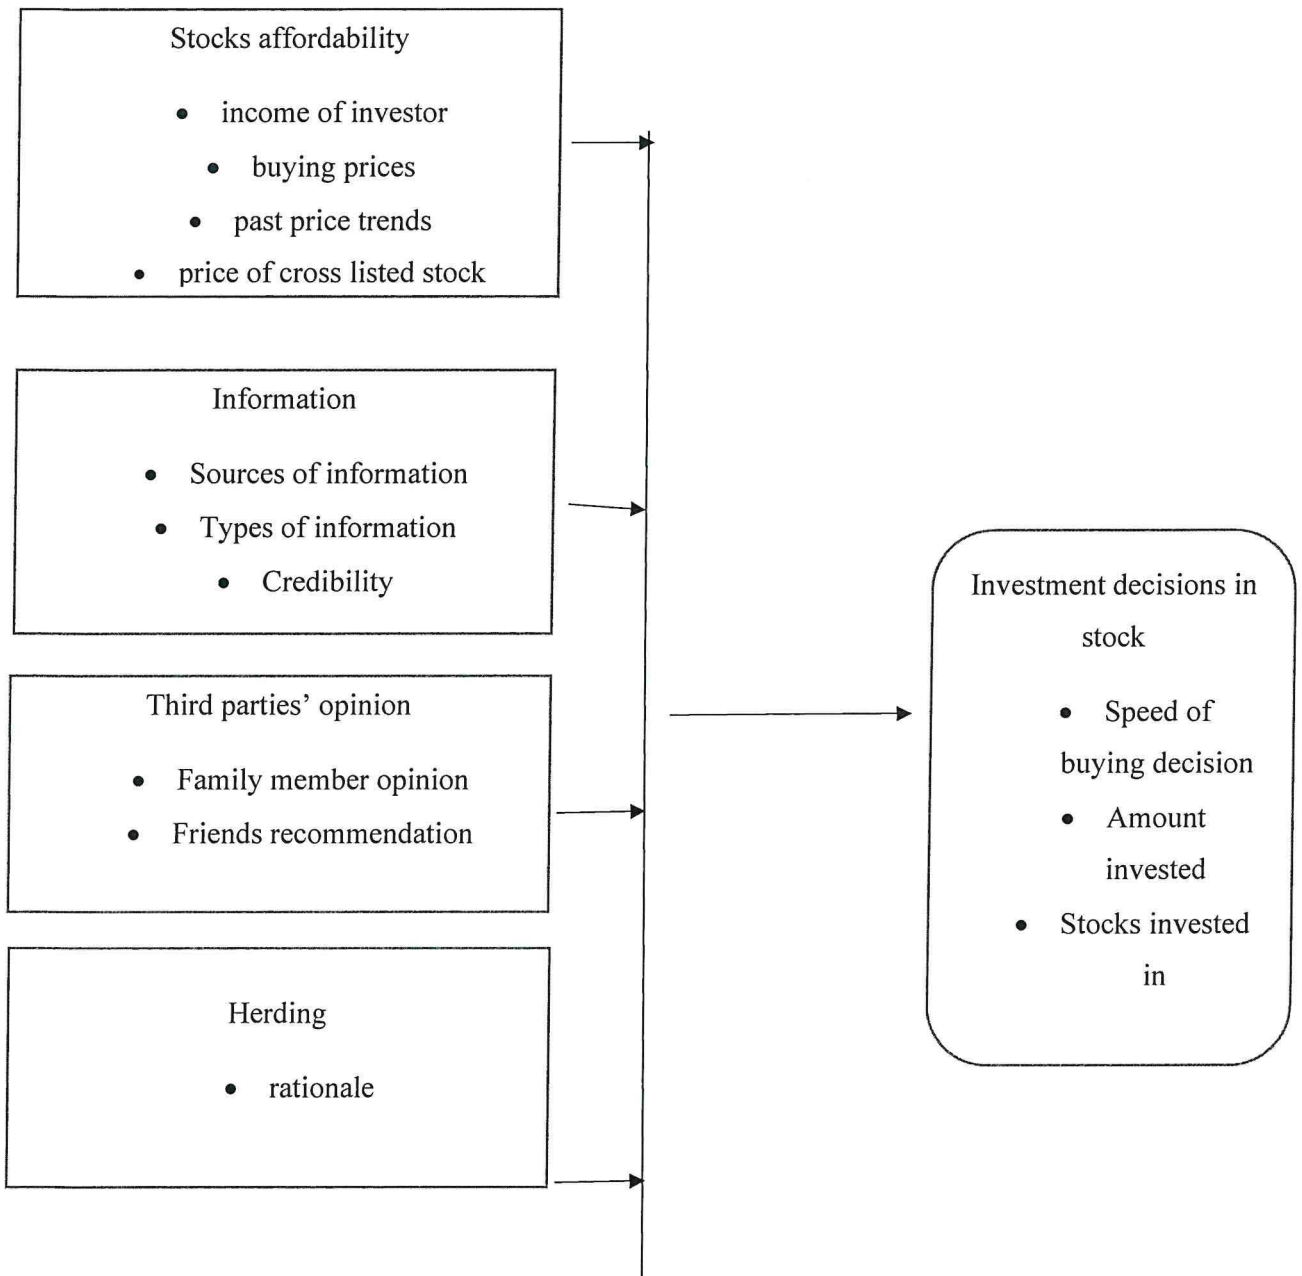 Stocks affordability
• income of investor
• buying prices
• past price trends
• price of cross listed stock
Information
• Sources of information
• Types of information
• Credibility
Third parties’ opinion
• Family member opinion
• Friends recommendation
Herding
• rationale
Investment decisions in
stock
• Speed of
buying decision
• Amount
invested
• Stocks invested
in